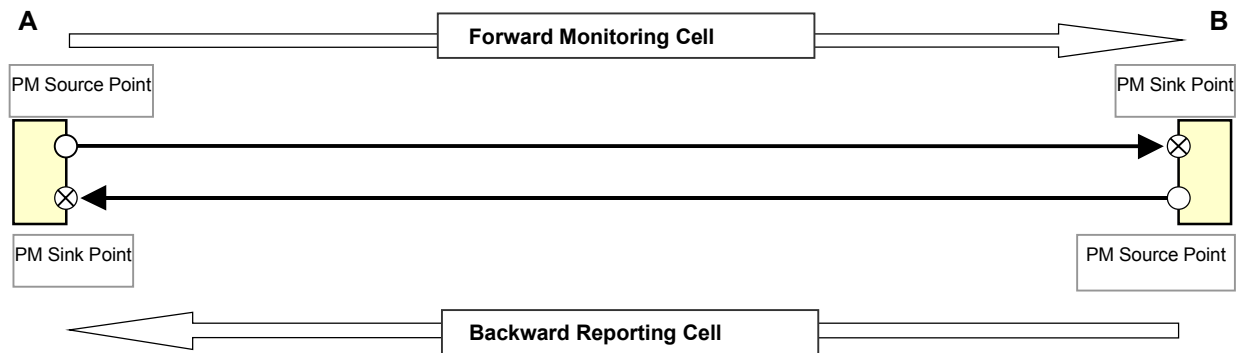 A
B
Forward Monitoring Cell
PM Source Point
PM Sink Point
PM Sink Point
PM Source Point
Backward Reporting Cell